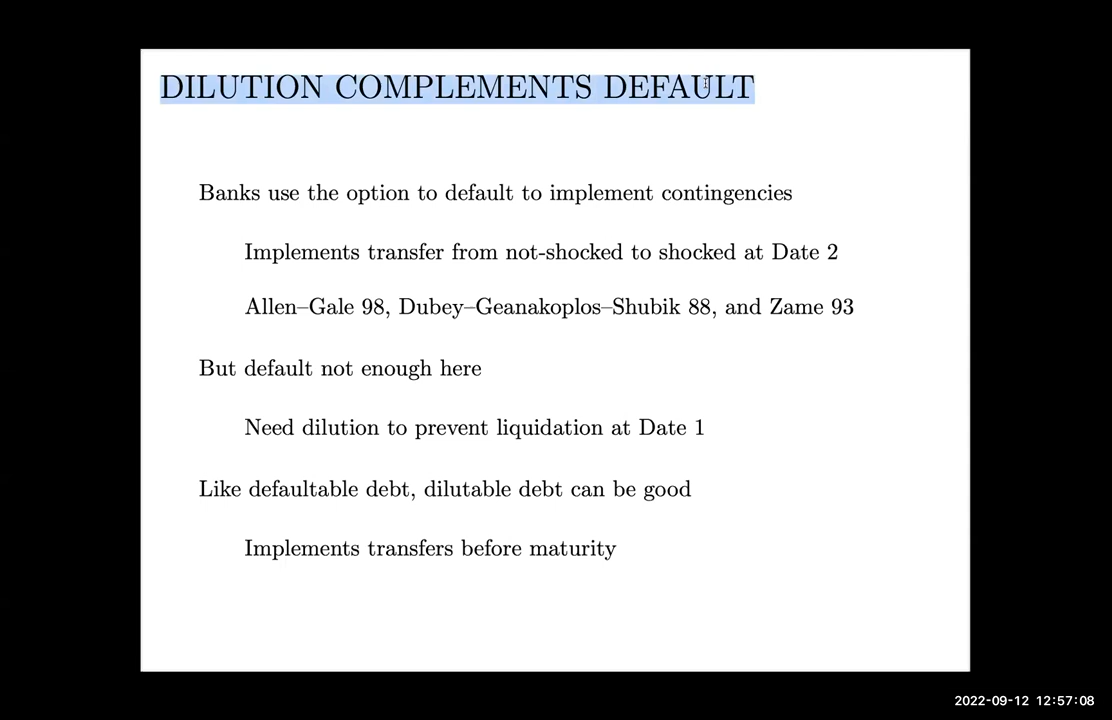 DILUTION COMPLEMENTS DEFAULT
Banks use the option to default to implement contingencies
Implements transfer from not-shocked to shocked at Date 2
Allen–Gale 98, Dubey–Geanakoplos–Shubik 88, and Zame 93
But default not enough here
Need dilution to prevent liquidation at Date 1
Like defaultable debt, dilutable debt can be good
Implements transfers before maturity
2022-09-12 12:57:08